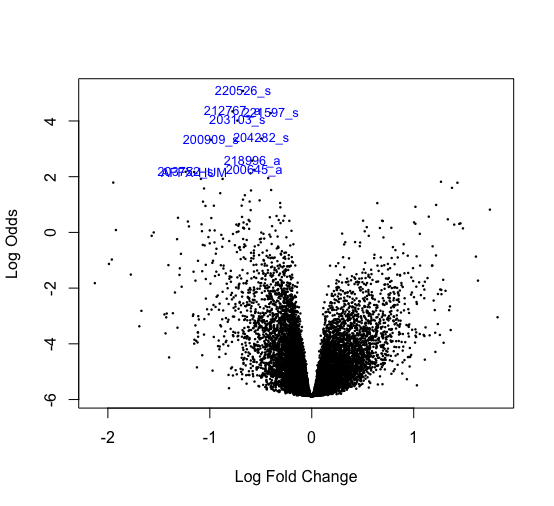 220526_s
221597_s
203103_s
204282_s
200909_s
218996_a
200645_a
4
2
0
-2
-4
-6
Log Odds
-2
-1
0
1
Log Fold Change